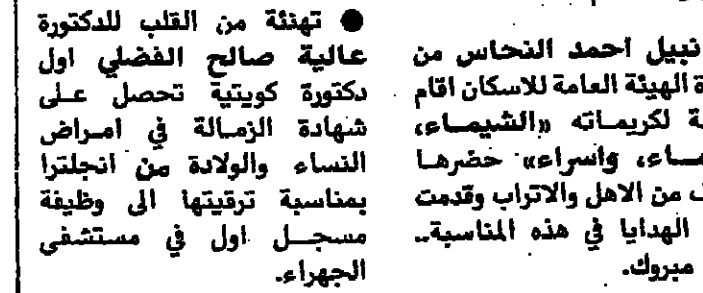 نبيل احمد النحاس من
الهيئة العامة للاسكان اقام
لكريماته «الشيماء،
واسراء» حضرها
من الاهل والاتراب وقدمت
الهدايا في هذه المناسبة..
مبروك.
● تهنئة من القلب للدكتورة
عالية صالح الفضلي اول
دكتورة كويتية تحصل على
شهادة الزمالة في امراض
النساء والولادة من انجلترا
بمناسبة ترقيتها الى وظيفة
مسجل اول في مستشفى
الجهراء.